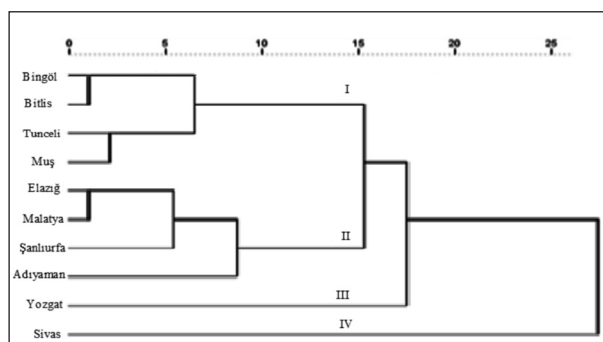 0 5 10 15 20 25
Bingöl
I
Bitlis
Tunceli
Muş
Elazığ
Malatya
II
Şanlıurfa
Adıyaman
III
Yozgat
IV
Sivas